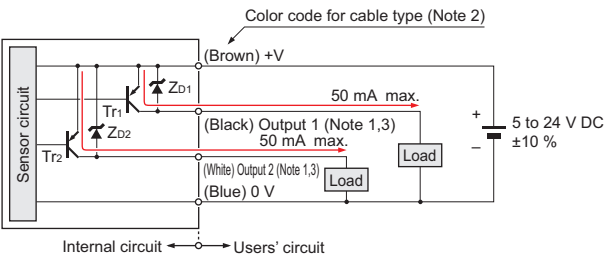 Color code for cable type (Note 2)
(Brown) +V
Sensor circuit
ZD1
Tr1
50 mA max.
(Black) Output 1 (Note 1,3)
ZD2
Tr2
50 mA max.
+
5 to 24 V DC
±10 %
–
Load
(White) Output 2 (Note 1,3)
Load
(Blue) 0 V
Internal circuit
Users' circuit